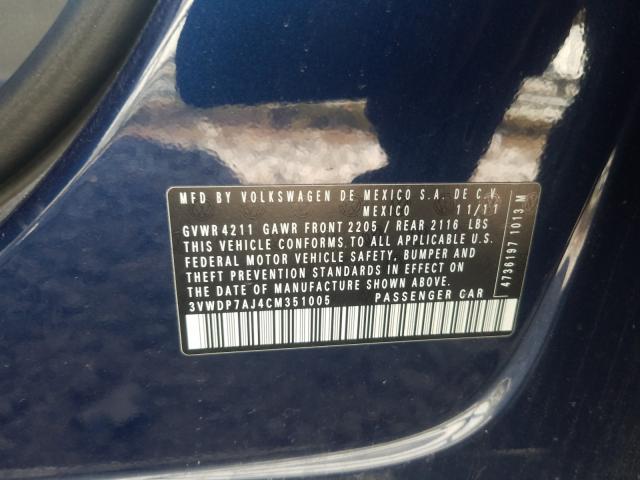 MFD BY VOLKSWAGEN DE MEXICO S.A. DE C.V.
MEXICO 11/11
GVWR 4211 GAWR FRONT 2205 / REAR 2116 LBS
THIS VEHICLE CONFORMS TO ALL APPLICABLE U.S.
FEDERAL MOTOR VEHICLE SAFETY, BUMPER AND
THEFT PREVENTION STANDARDS IN EFFECT ON
THE DATE OF MANUFACTURE SHOWN ABOVE.
3VWDP7AJ4CM351005 PASSENGER CAR
4736197 1013 M